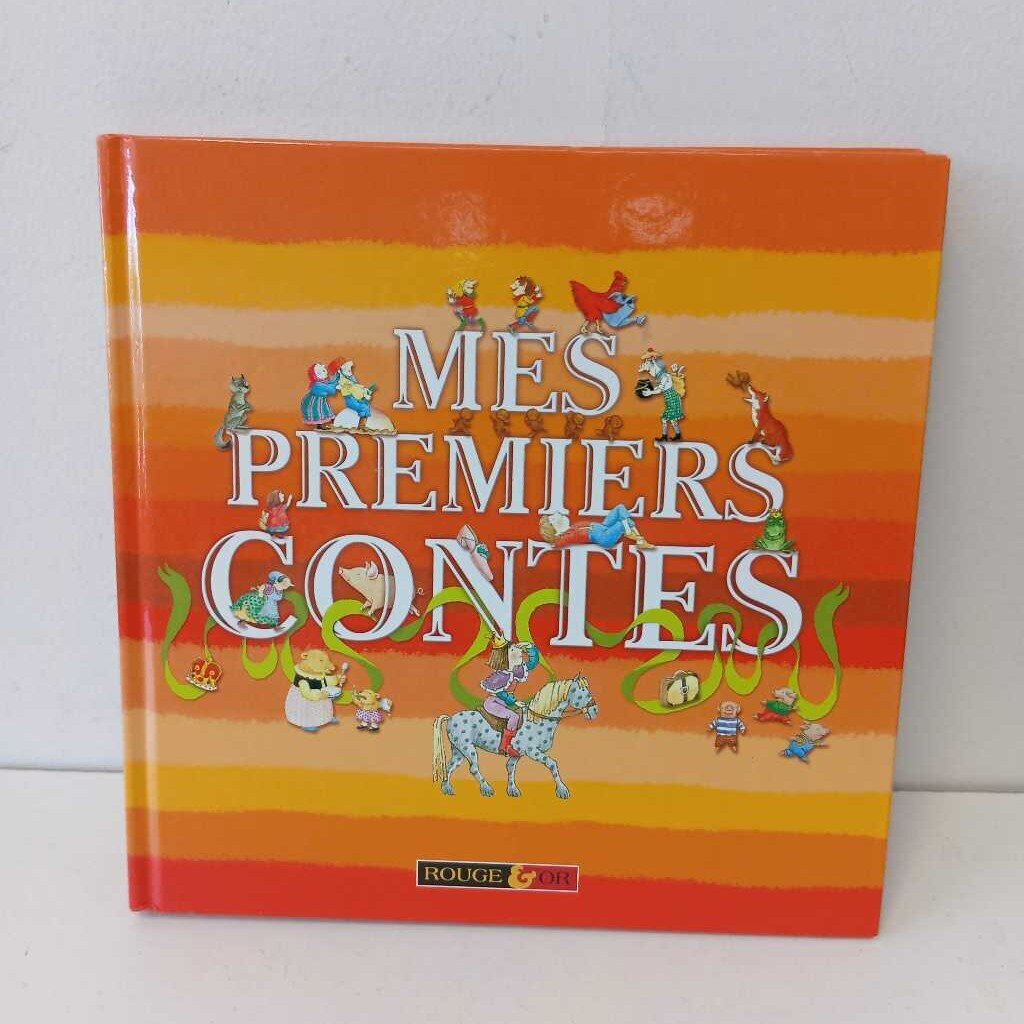 MES
PREMIERS
CONTES
ROUGE & OR